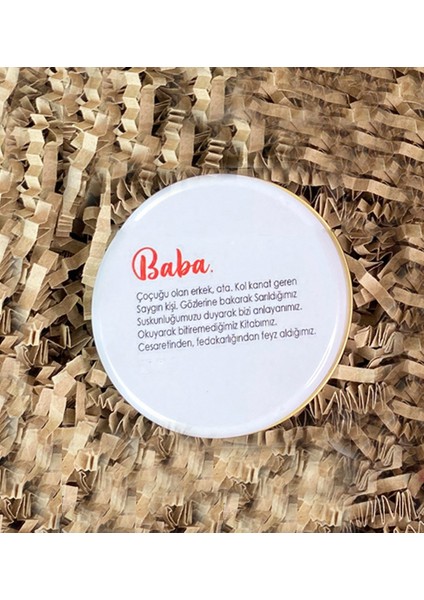 Baba.
Çoçuğu olan erkek, ata. Kol kanat geren
Saygın kişi. Gözlerine bakarak Sarıldığımız
Suskunluğumuzu duyarak bizi anlayanımız.
Okuyarak bitiremediğimiz Kitabımız.
Cesaretinden, fedakarlığından feyz aldığımız.